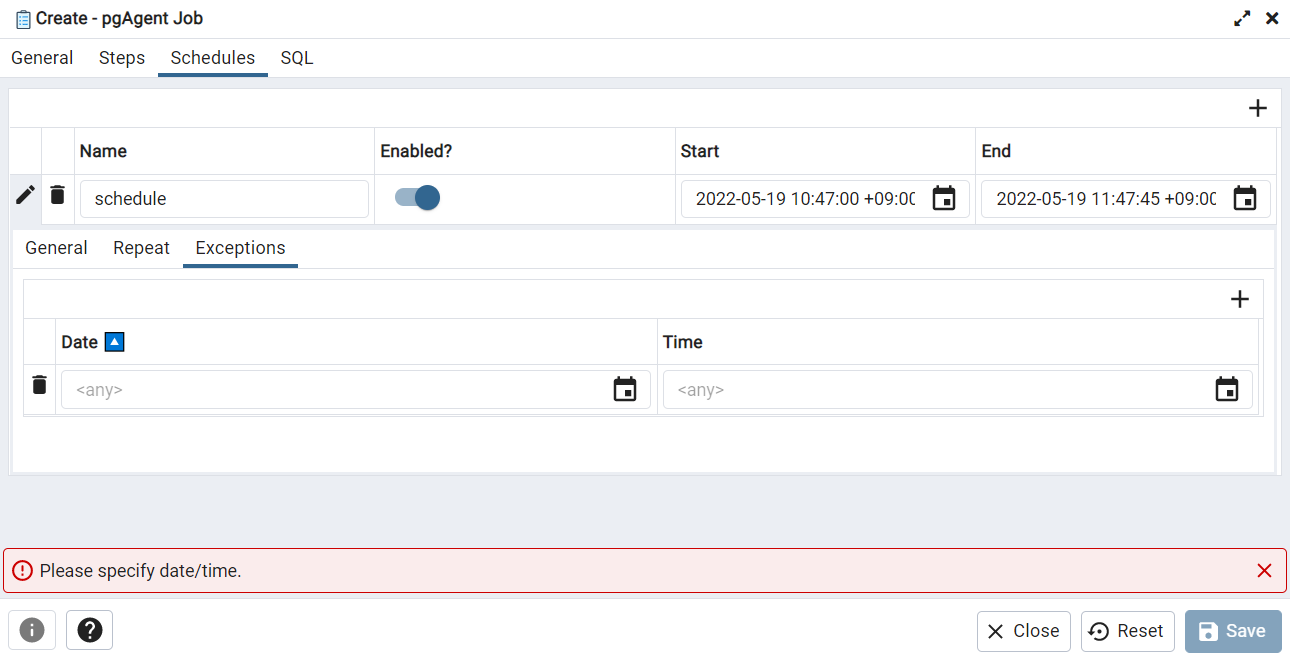 Create - pgAgent Job
General Steps Schedules SQL
Name Enabled? Start End
schedule 2022-05-19 10:47:00 +09:00 2022-05-19 11:47:45 +09:00
General Repeat Exceptions
Date Time
<any> <any>
Please specify date/time.
Close Reset Save